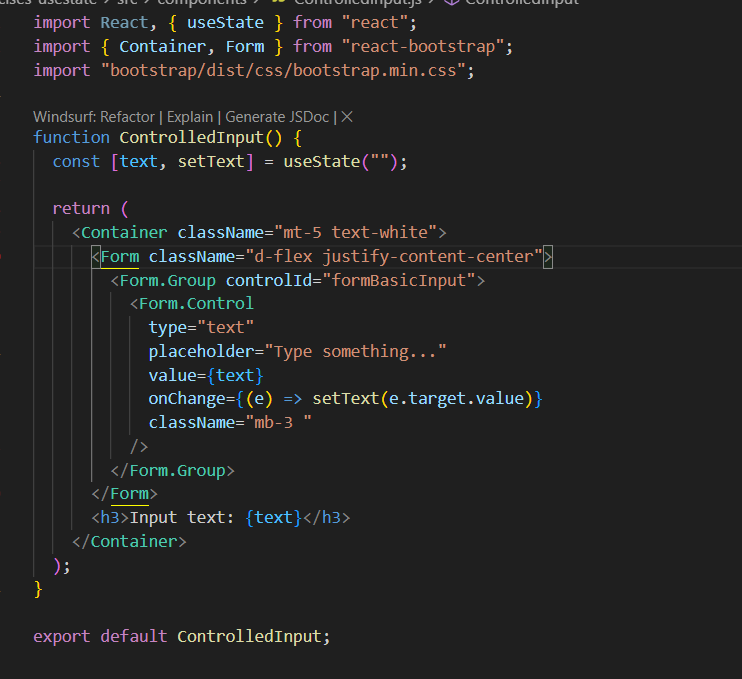 cises-usestate > src > components > ControlledInput.js > ControlledInput
import React, { useState } from "react";
import { Container, Form } from "react-bootstrap";
import "bootstrap/dist/css/bootstrap.min.css";
Windsurf: Refactor | Explain | Generate JSDoc | ×
function ControlledInput() {
  const [text, setText] = useState("");
  return (
    <Container className="mt-5 text-white">
      <Form className="d-flex justify-content-center">
        <Form.Group controlId="formBasicInput">
          <Form.Control
            type="text"
            placeholder="Type something..."
            value={text}
            onChange={(e) => setText(e.target.value)}
            className="mb-3 "
          />
        </Form.Group>
      </Form>
      <h3>Input text: {text}</h3>
    </Container>
  );
}
export default ControlledInput;